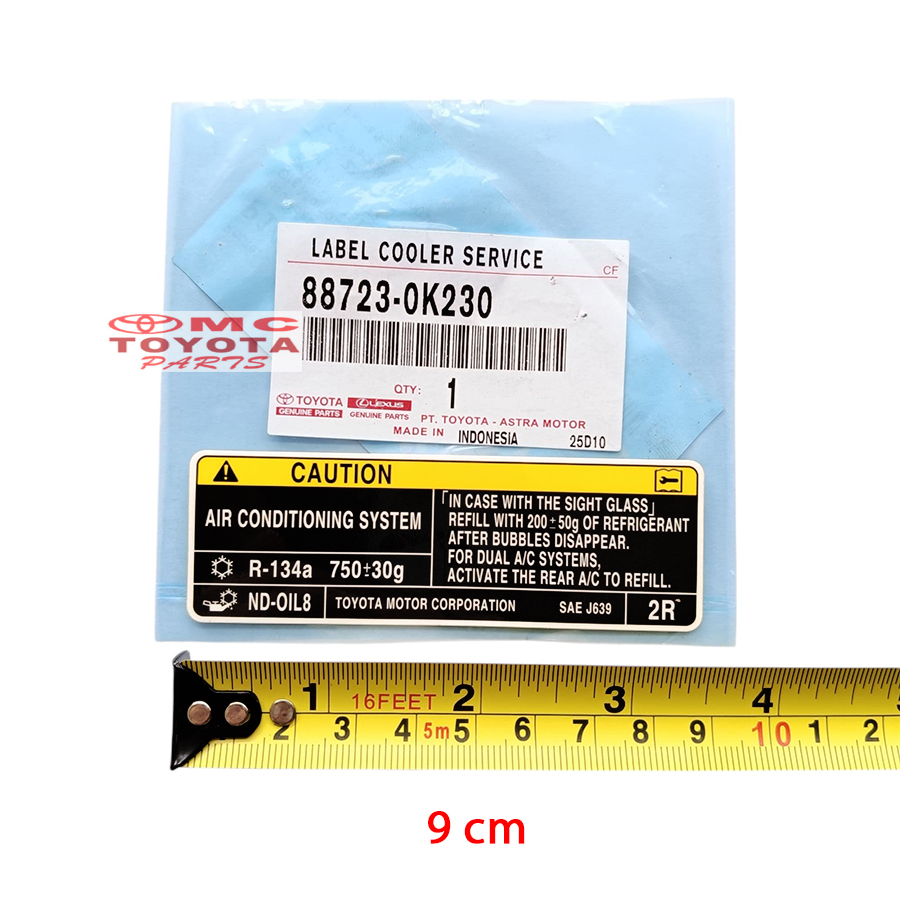 LABEL COOLER SERVICE
CF
88723-0K230
MC
TOYOTA
PARTS
QTY: 1
TOYOTA
GENUINE PARTS
LEXUS
GENUINE PARTS
PT. TOYOTA - ASTRA MOTOR
MADE IN INDONESIA 25D10
CAUTION
AIR CONDITIONING SYSTEM
R-134a 750±30g
「IN CASE WITH THE SIGHT GLASS」
REFILL WITH 200±50g OF REFRIGERANT
AFTER BUBBLES DISAPPEAR.
FOR DUAL A/C SYSTEMS,
ACTIVATE THE REAR A/C TO REFILL.
ND-OIL8 TOYOTA MOTOR CORPORATION SAE J639 2R
1 16FEET 2 3 4
2 3 4 5m 5 6 7 8 9 10 1 2
9 cm